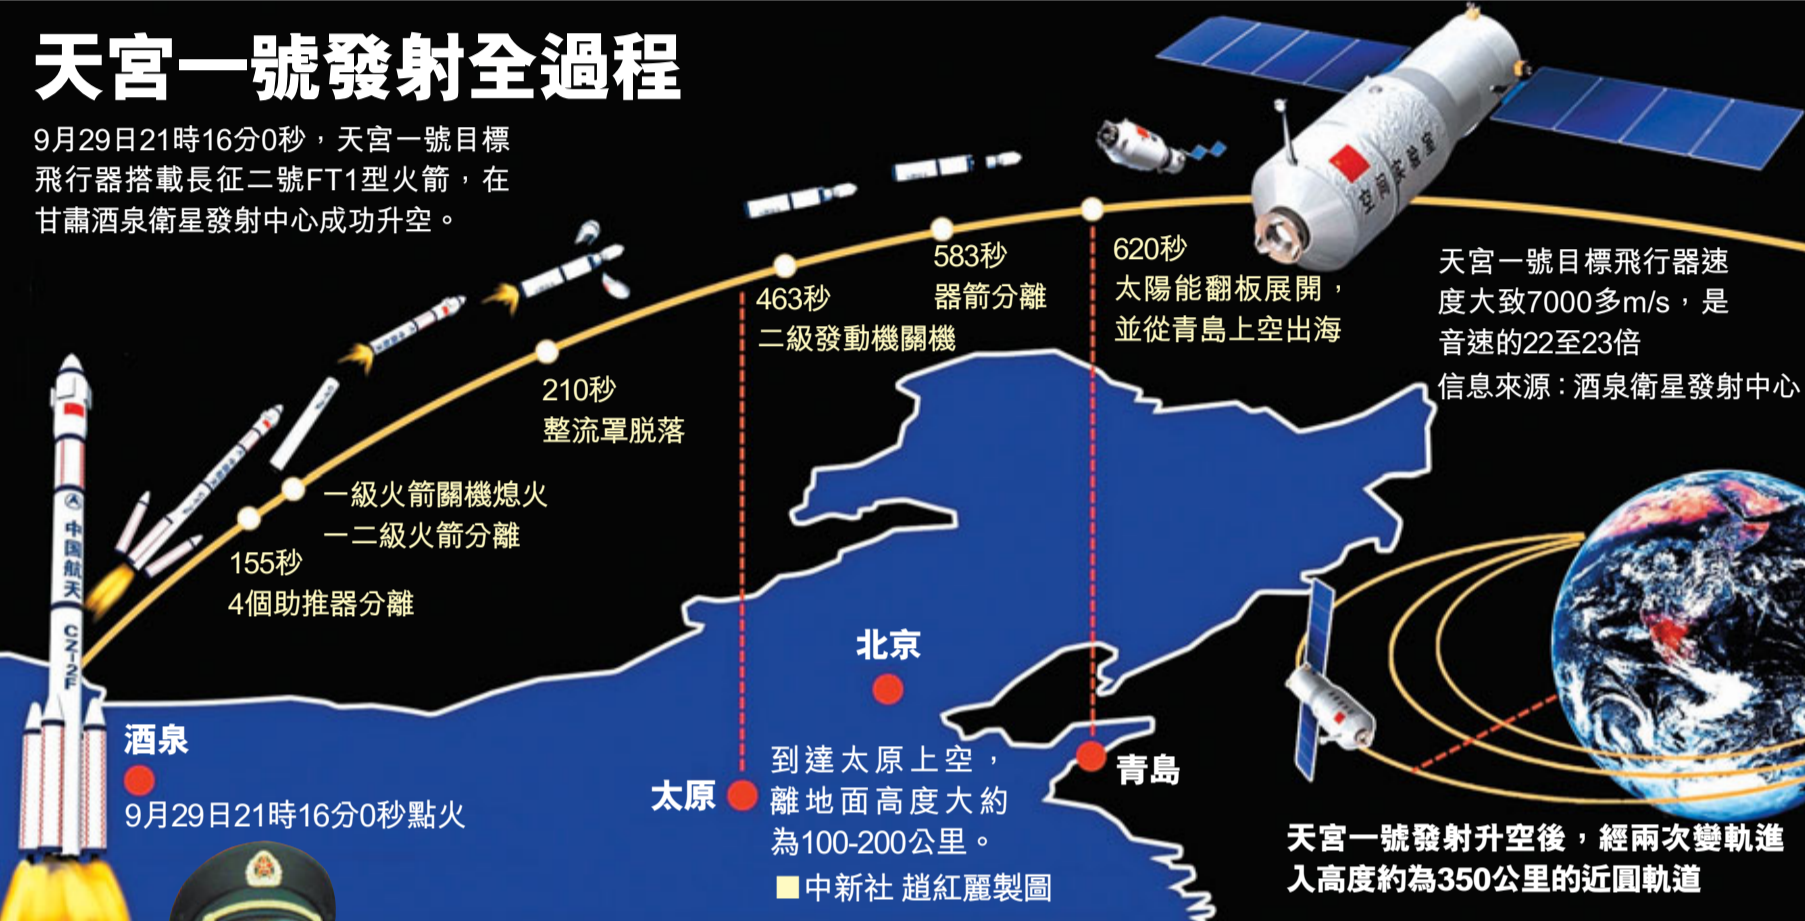 天宮一號發射全過程
9月29日21時16分0秒，天宮一號目標
飛行器搭載長征二號FT1型火箭，在
甘肅酒泉衛星發射中心成功升空。
583秒
器箭分離
620秒
太陽能翻板展開，
並從青島上空出海
463秒
二級發動機關機
天宮一號目標飛行器速
度大致7000多m/s，是
音速的22至23倍
信息來源：酒泉衛星發射中心
210秒
整流罩脱落
一級火箭關機熄火
一二級火箭分離
155秒
4個助推器分離
中国航天
CZ-2F
北京
酒泉
9月29日21時16分0秒點火
太原
到達太原上空，
離地面高度大約
為100-200公里。
青島
中新社 趙紅麗製圖
天宮一號發射升空後，經兩次變軌進
入高度約為350公里的近圓軌道